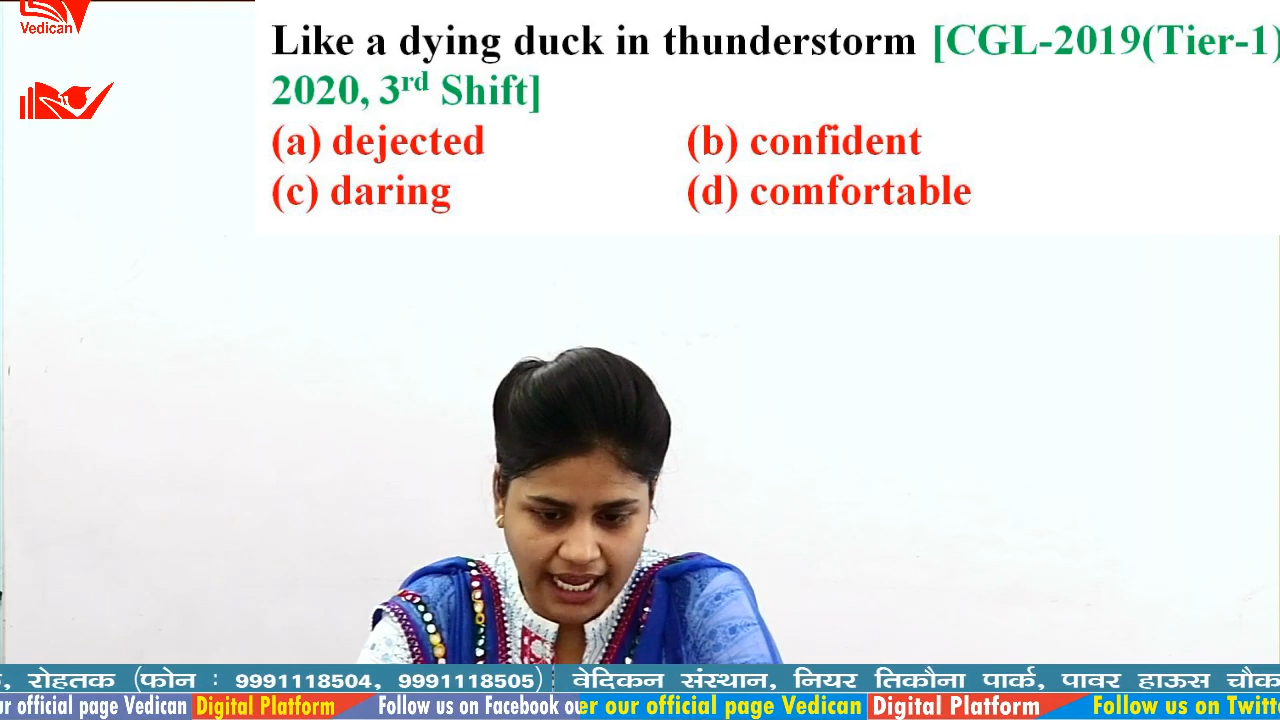 Vedican
Like a dying duck in thunderstorm [CGL-2019(Tier-1)
2020, 3rd Shift]
(a) dejected (b) confident
(c) daring (d) comfortable
, रोहतक (फोन : 9991118504, 9991118505) वेदिकन संस्थान, नियर तिकौना पार्क, पावर हाऊस चौक
official page Vedican Digital Platform Follow us on Facebook our official page Vedican Digital Platform Follow us on Twitt